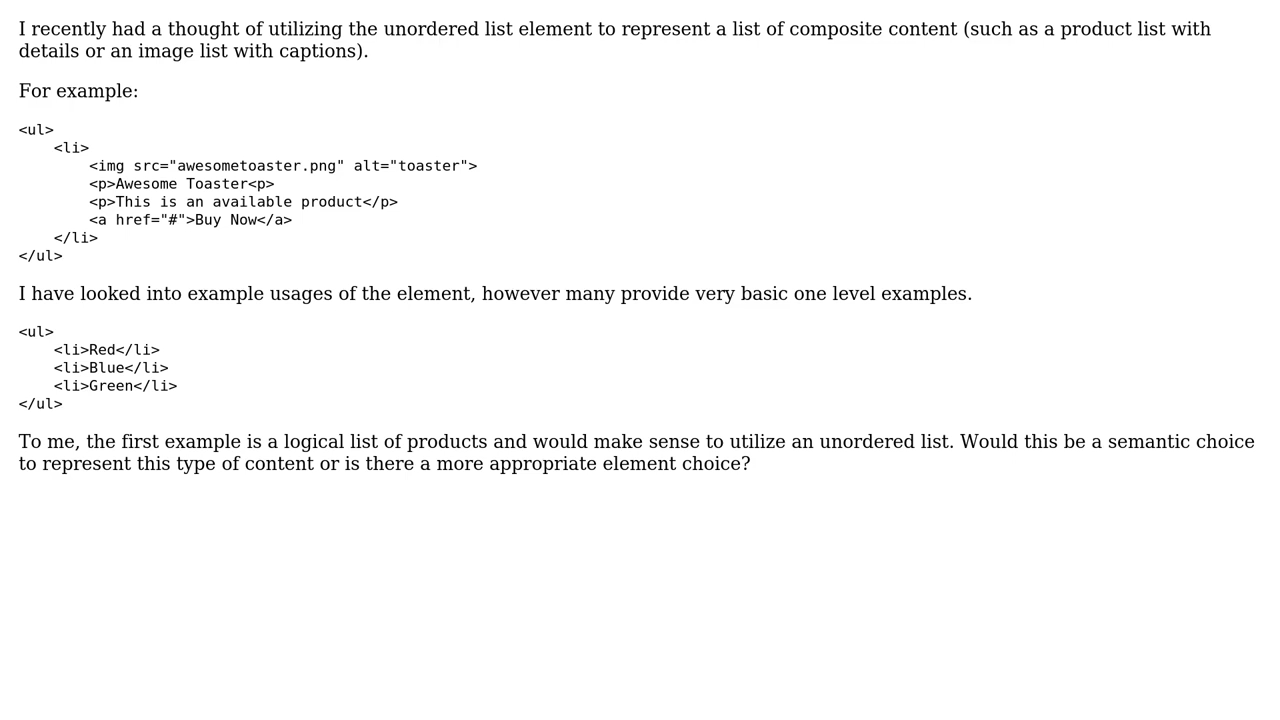 I recently had a thought of utilizing the unordered list element to represent a list of composite content (such as a product list with
details or an image list with captions).
For example:
<ul>
    <li>
        <img src="awesometoaster.png" alt="toaster">
        <p>Awesome Toaster<p>
        <p>This is an available product</p>
        <a href="#">Buy Now</a>
    </li>
</ul>
I have looked into example usages of the element, however many provide very basic one level examples.
<ul>
    <li>Red</li>
    <li>Blue</li>
    <li>Green</li>
</ul>
To me, the first example is a logical list of products and would make sense to utilize an unordered list. Would this be a semantic choice
to represent this type of content or is there a more appropriate element choice?